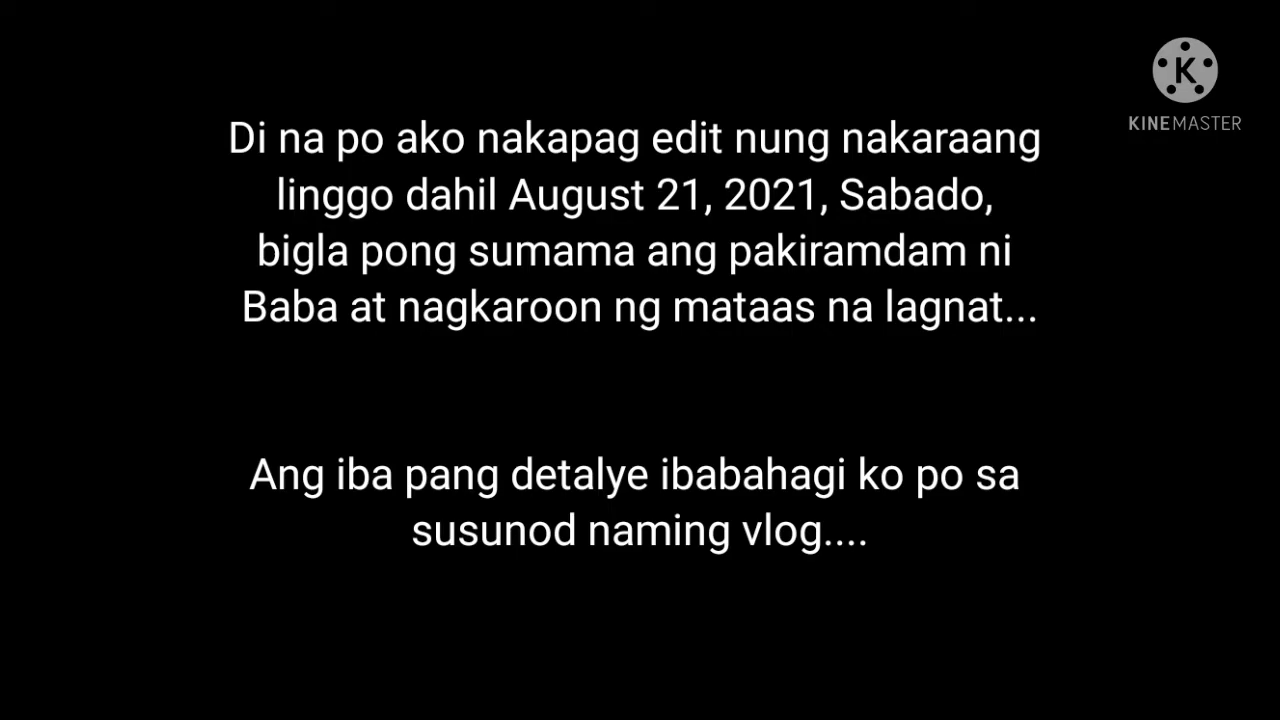 KINEMASTER
Di na po ako nakapag edit nung nakaraang
linggo dahil August 21, 2021, Sabado,
bigla pong sumama ang pakiramdam ni
Baba at nagkaroon ng mataas na lagnat...
Ang iba pang detalye ibabahagi ko po sa
susunod naming vlog....